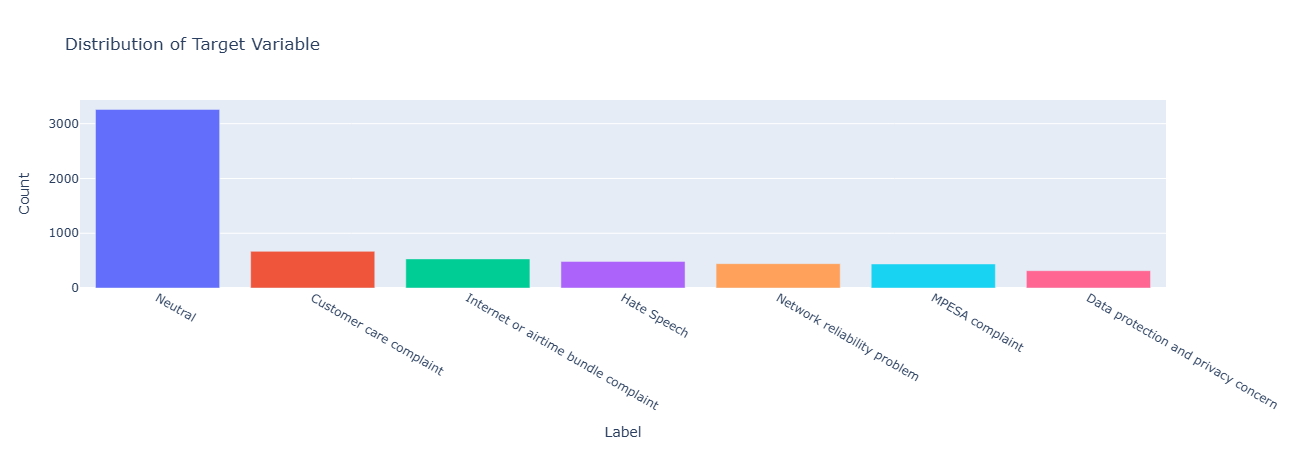 Distribution of Target Variable
Count
3000
2000
1000
0
Neutral
Customer care complaint
Internet or airtime bundle complaint
Hate Speech
Network reliability problem
MPESA complaint
Data protection and privacy concern
Label